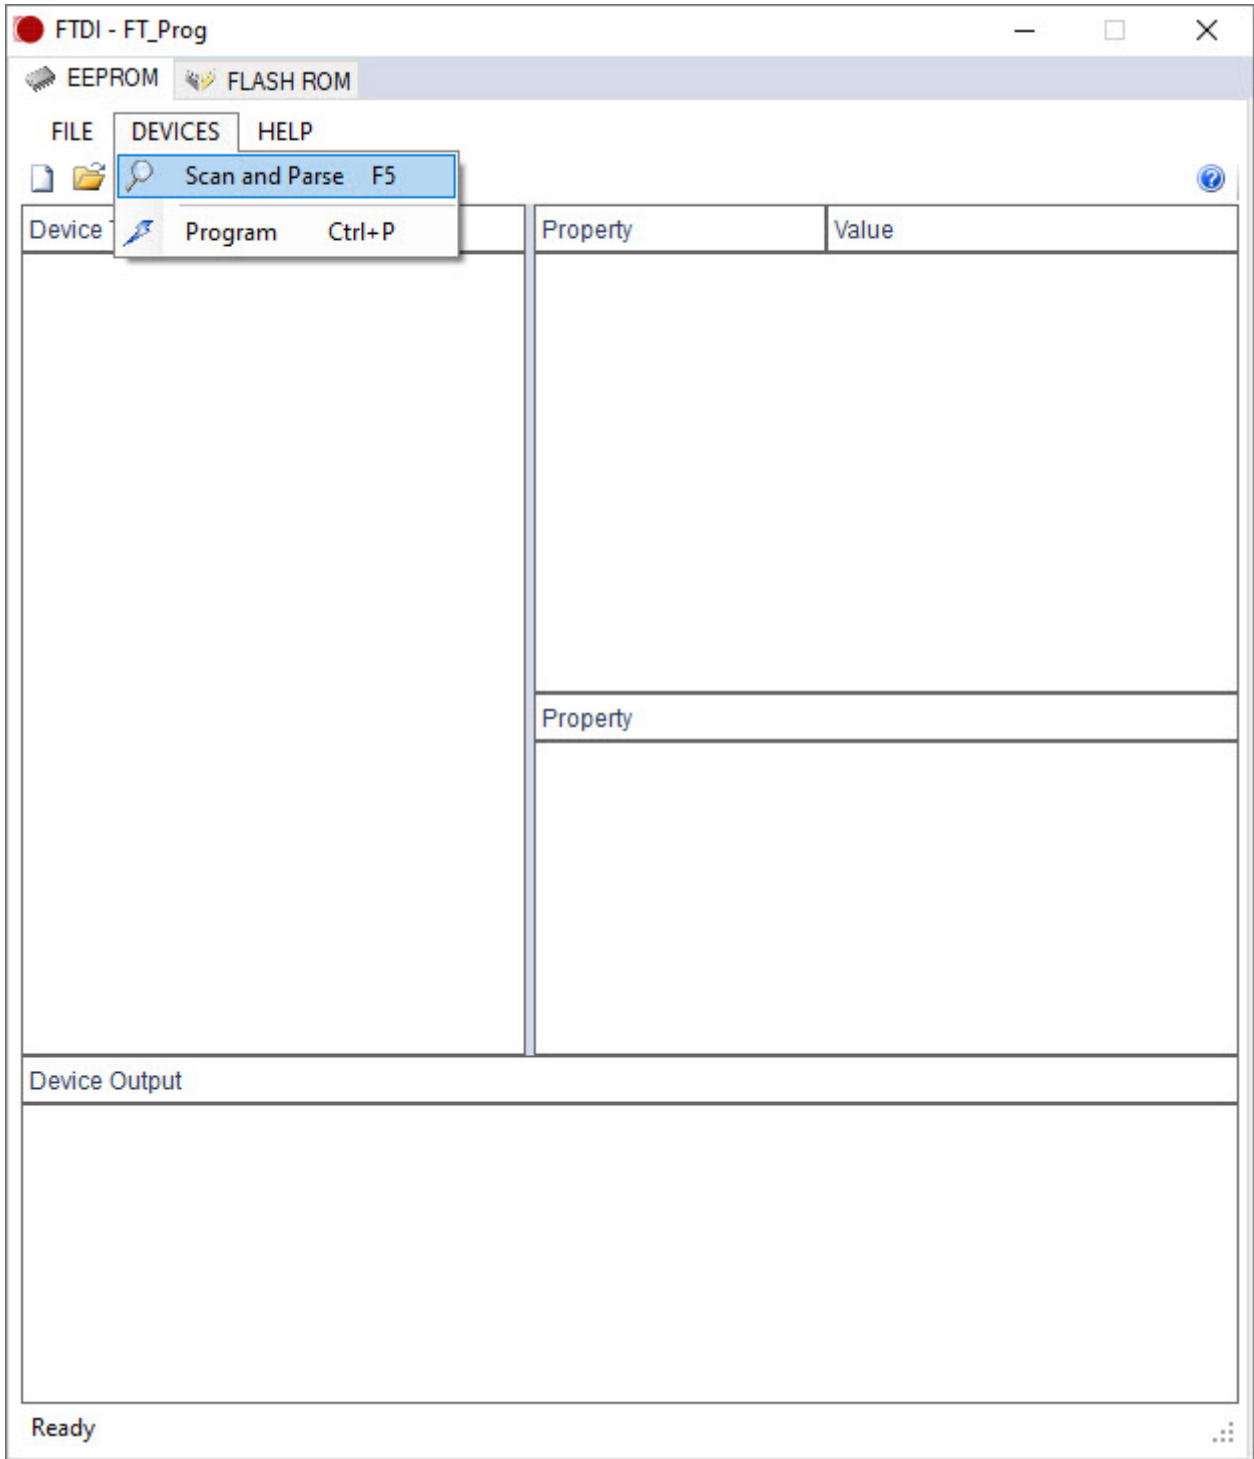 FTDI - FT_Prog
EEPROM FLASH ROM
FILE DEVICES HELP
Scan and Parse F5
Program Ctrl+P
Device
Property Value
Property
Device Output
Ready